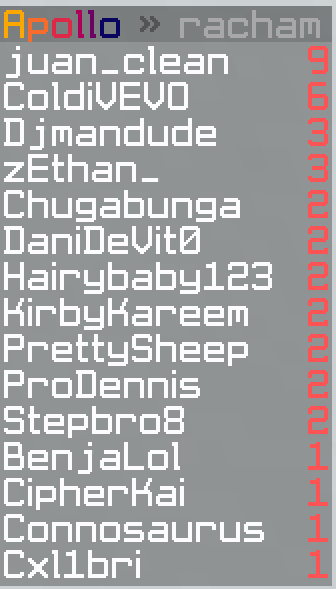 Apollo » racham
juan_clean 9
ColdiVEVO 6
Djmandude 3
zEthan_ 3
Chugabunga 2
DaniDeVit0 2
Hairybaby123 2
KirbyKareem 2
PrettySheep 2
ProDennis 2
Stepbro8 2
BenjaLol 1
CipherKai 1
Connosaurus 1
Cxl1bri 1